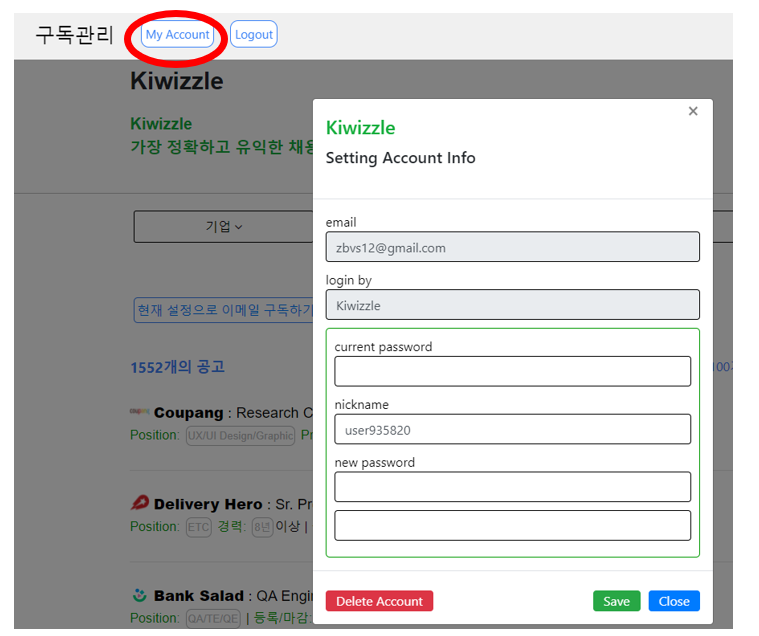 구독관리 My Account Logout
Kiwizzle
Kiwizzle
가장 정확하고 유익한 채용
기업
현재 설정으로 이메일 구독하기
1552개의 공고
Coupang : Research
Position: UX/UI Design/Graphic
Delivery Hero : Sr.
Position: ETC 경력: 8년 이상 |
Bank Salad : QA
Position: QA/TE/QE | 등록/마감:
×
Kiwizzle
Setting Account Info
email
zbvs12@gmail.com
login by
Kiwizzle
current password
nickname
user935820
new password
Delete Account Save Close